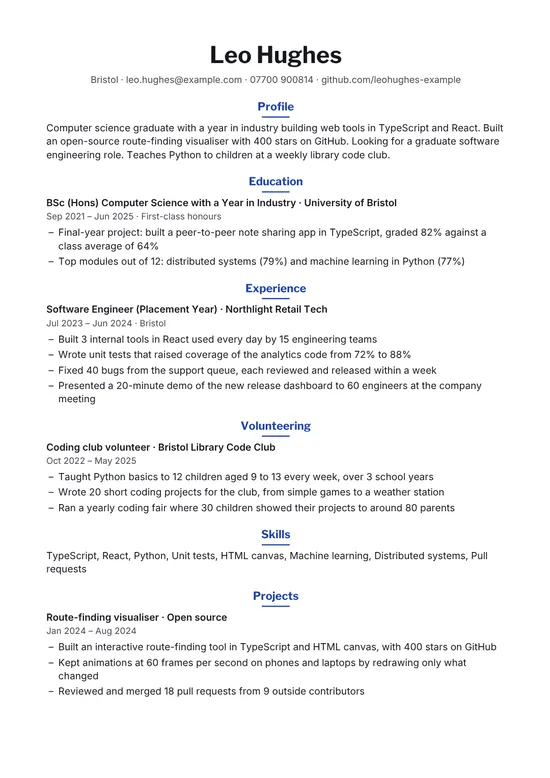 Leo Hughes
Bristol · leo.hughes@example.com · 07700 900814 · github.com/leohughes-example
Profile
Computer science graduate with a year in industry building web tools in TypeScript and React. Built
an open-source route-finding visualiser with 400 stars on GitHub. Looking for a graduate software
engineering role. Teaches Python to children at a weekly library code club.
Education
BSc (Hons) Computer Science with a Year in Industry · University of Bristol
Sep 2021 – Jun 2025 · First-class honours
– Final-year project: built a peer-to-peer note sharing app in TypeScript, graded 82% against a
class average of 64%
– Top modules out of 12: distributed systems (79%) and machine learning in Python (77%)
Experience
Software Engineer (Placement Year) · Northlight Retail Tech
Jul 2023 – Jun 2024 · Bristol
– Built 3 internal tools in React used every day by 15 engineering teams
– Wrote unit tests that raised coverage of the analytics code from 72% to 88%
– Fixed 40 bugs from the support queue, each reviewed and released within a week
– Presented a 20-minute demo of the new release dashboard to 60 engineers at the company
meeting
Volunteering
Coding club volunteer · Bristol Library Code Club
Oct 2022 – May 2025
– Taught Python basics to 12 children aged 9 to 13 every week, over 3 school years
– Wrote 20 short coding projects for the club, from simple games to a weather station
– Ran a yearly coding fair where 30 children showed their projects to around 80 parents
Skills
TypeScript, React, Python, Unit tests, HTML canvas, Machine learning, Distributed systems, Pull
requests
Projects
Route-finding visualiser · Open source
Jan 2024 – Aug 2024
– Built an interactive route-finding tool in TypeScript and HTML canvas, with 400 stars on GitHub
– Kept animations at 60 frames per second on phones and laptops by redrawing only what
changed
– Reviewed and merged 18 pull requests from 9 outside contributors